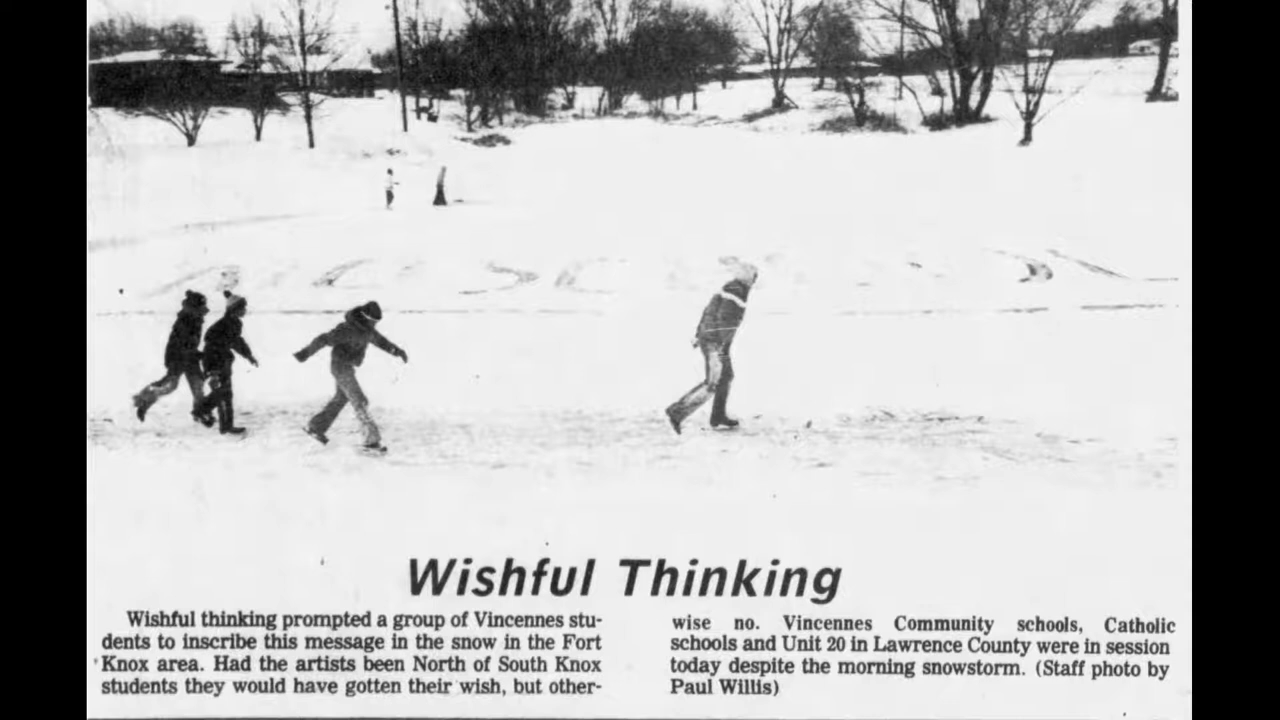 Wishful Thinking
Wishful thinking prompted a group of Vincennes stu-
dents to inscribe this message in the snow in the Fort
Knox area. Had the artists been North of South Knox
students they would have gotten their wish, but other-
wise no. Vincennes Community schools, Catholic
schools and Unit 20 in Lawrence County were in session
today despite the morning snowstorm. (Staff photo by
Paul Willis)